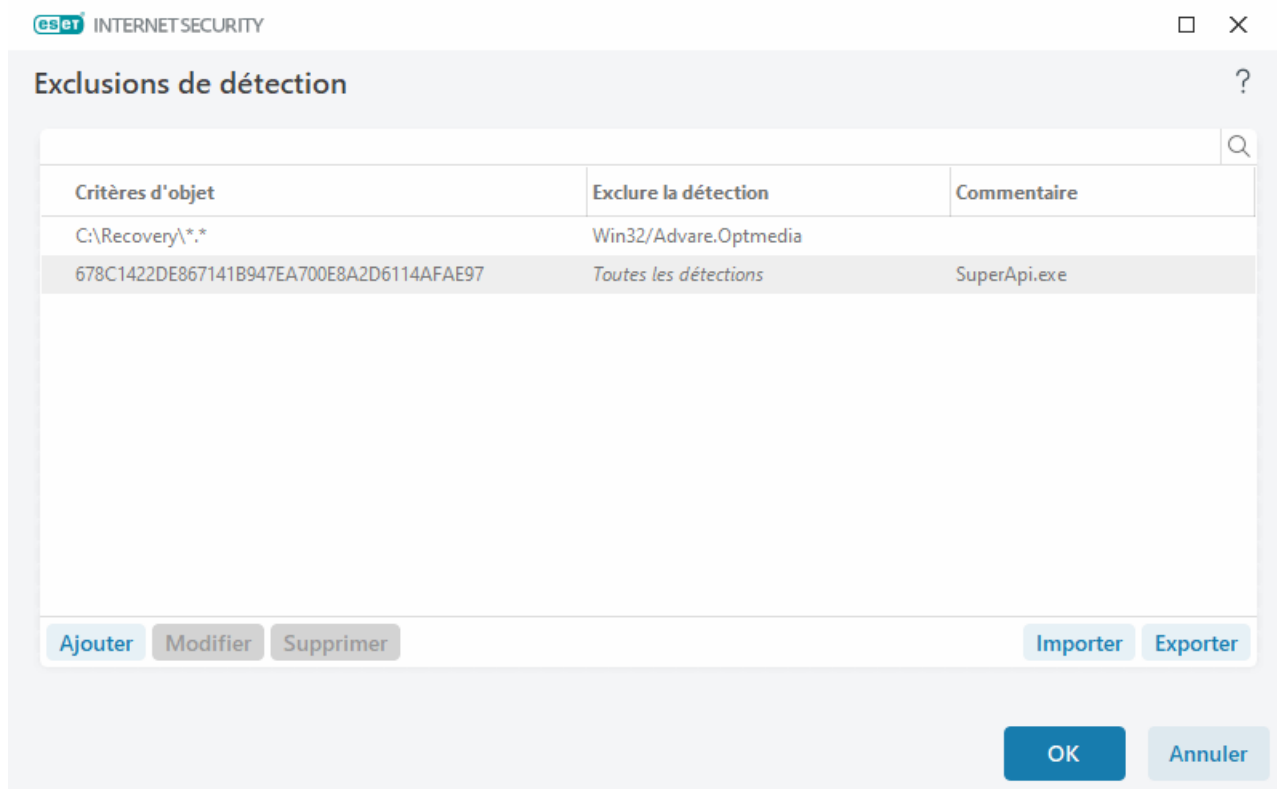 eset INTERNET SECURITY
Exclusions de détection
?
Critères d'objet Exclure la détection Commentaire
C:\Recovery\*.* Win32/Advare.Optmedia
678C1422DE867141B947EA700E8A2D6114AFAE97 Toutes les détections SuperApi.exe
Ajouter Modifier Supprimer Importer Exporter
OK Annuler